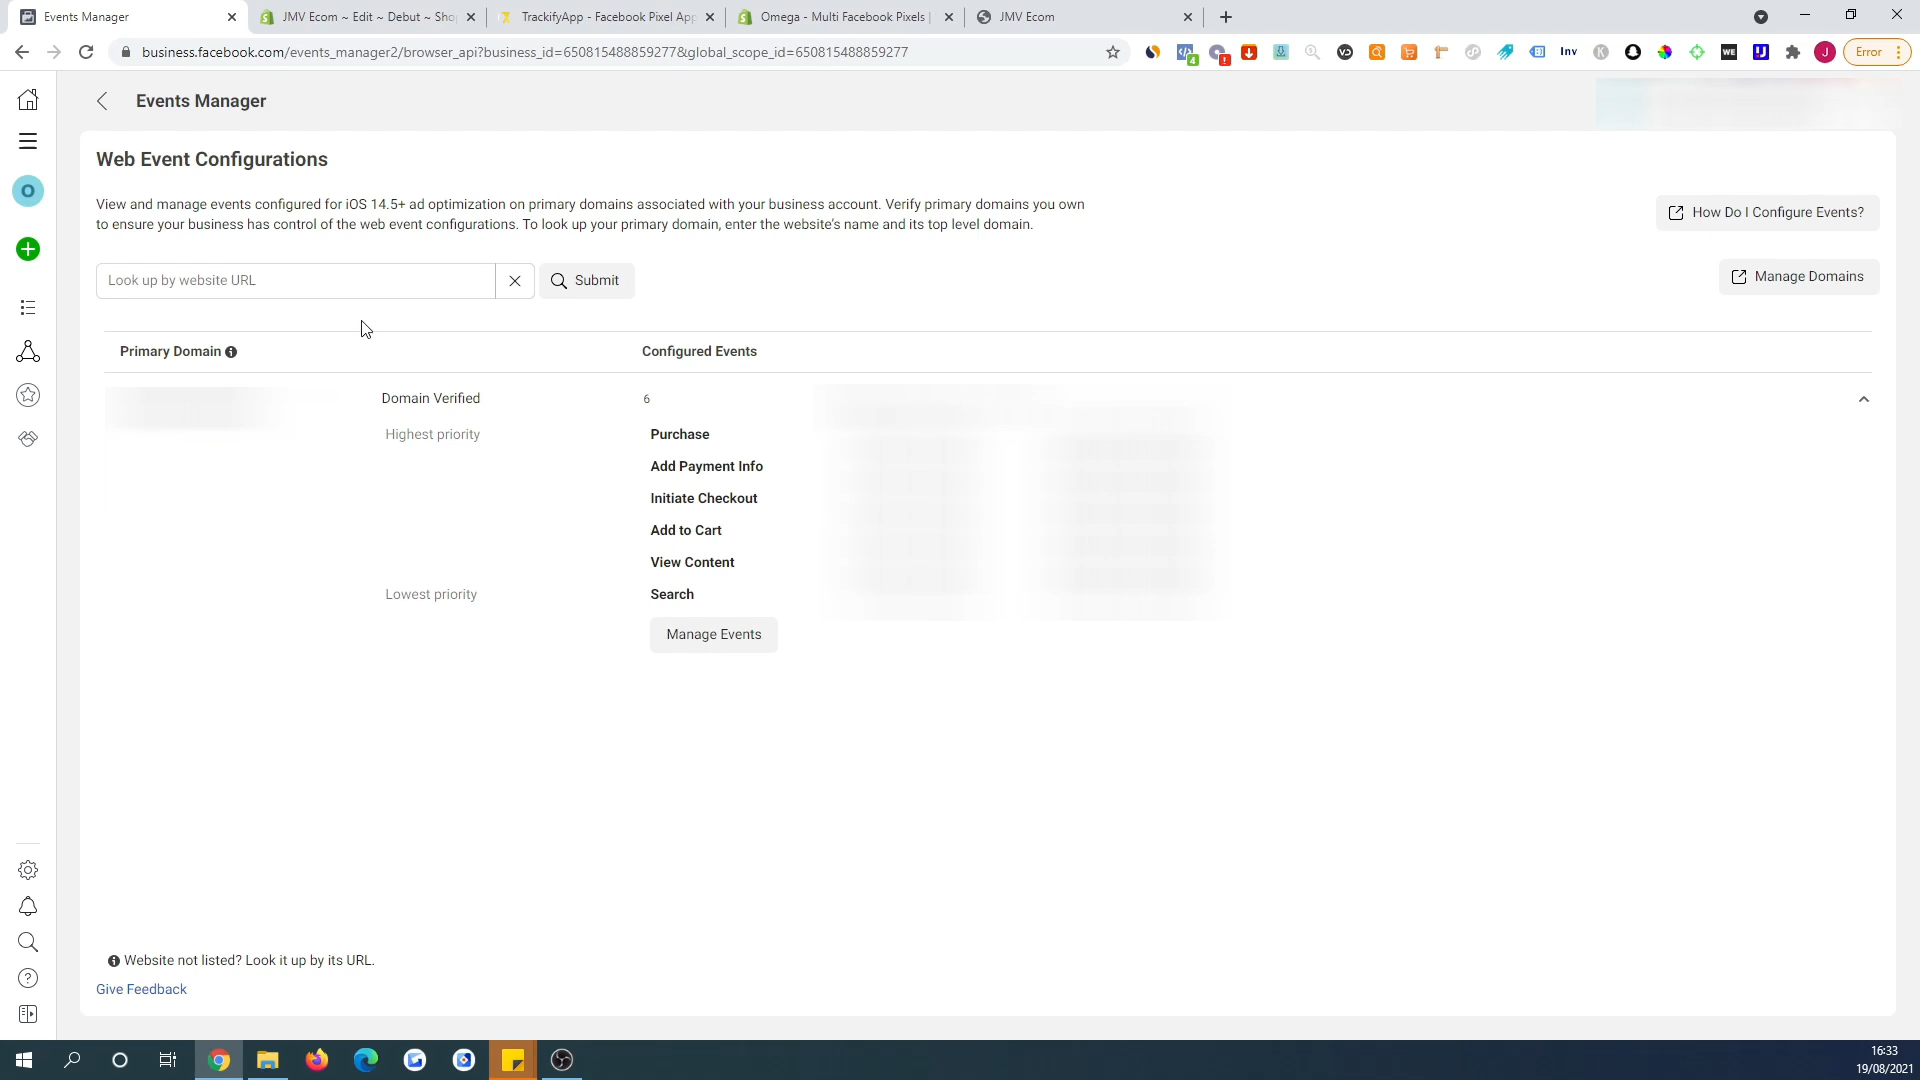 Events Manager
JMV Ecom ~ Edit ~ Debut ~ Sho
TrackifyApp - Facebook Pixel App
Omega - Multi Facebook Pixels |
JMV Ecom
business.facebook.com/events_manager2/browser_api?business_id=650815488859277&global_scope_id=650815488859277
4
Inv
WE
J
Error
Events Manager
O
Web Event Configurations
View and manage events configured for iOS 14.5+ ad optimization on primary domains associated with your business account. Verify primary domains you own
to ensure your business has control of the web event configurations. To look up your primary domain, enter the website's name and its top level domain.
How Do I Configure Events?
Look up by website URL
Submit
Manage Domains
Primary Domain
Configured Events
Domain Verified
6
Highest priority
Purchase
Add Payment Info
Initiate Checkout
Add to Cart
View Content
Lowest priority
Search
Manage Events
Website not listed? Look it up by its URL.
Give Feedback
16:33
19/08/2021